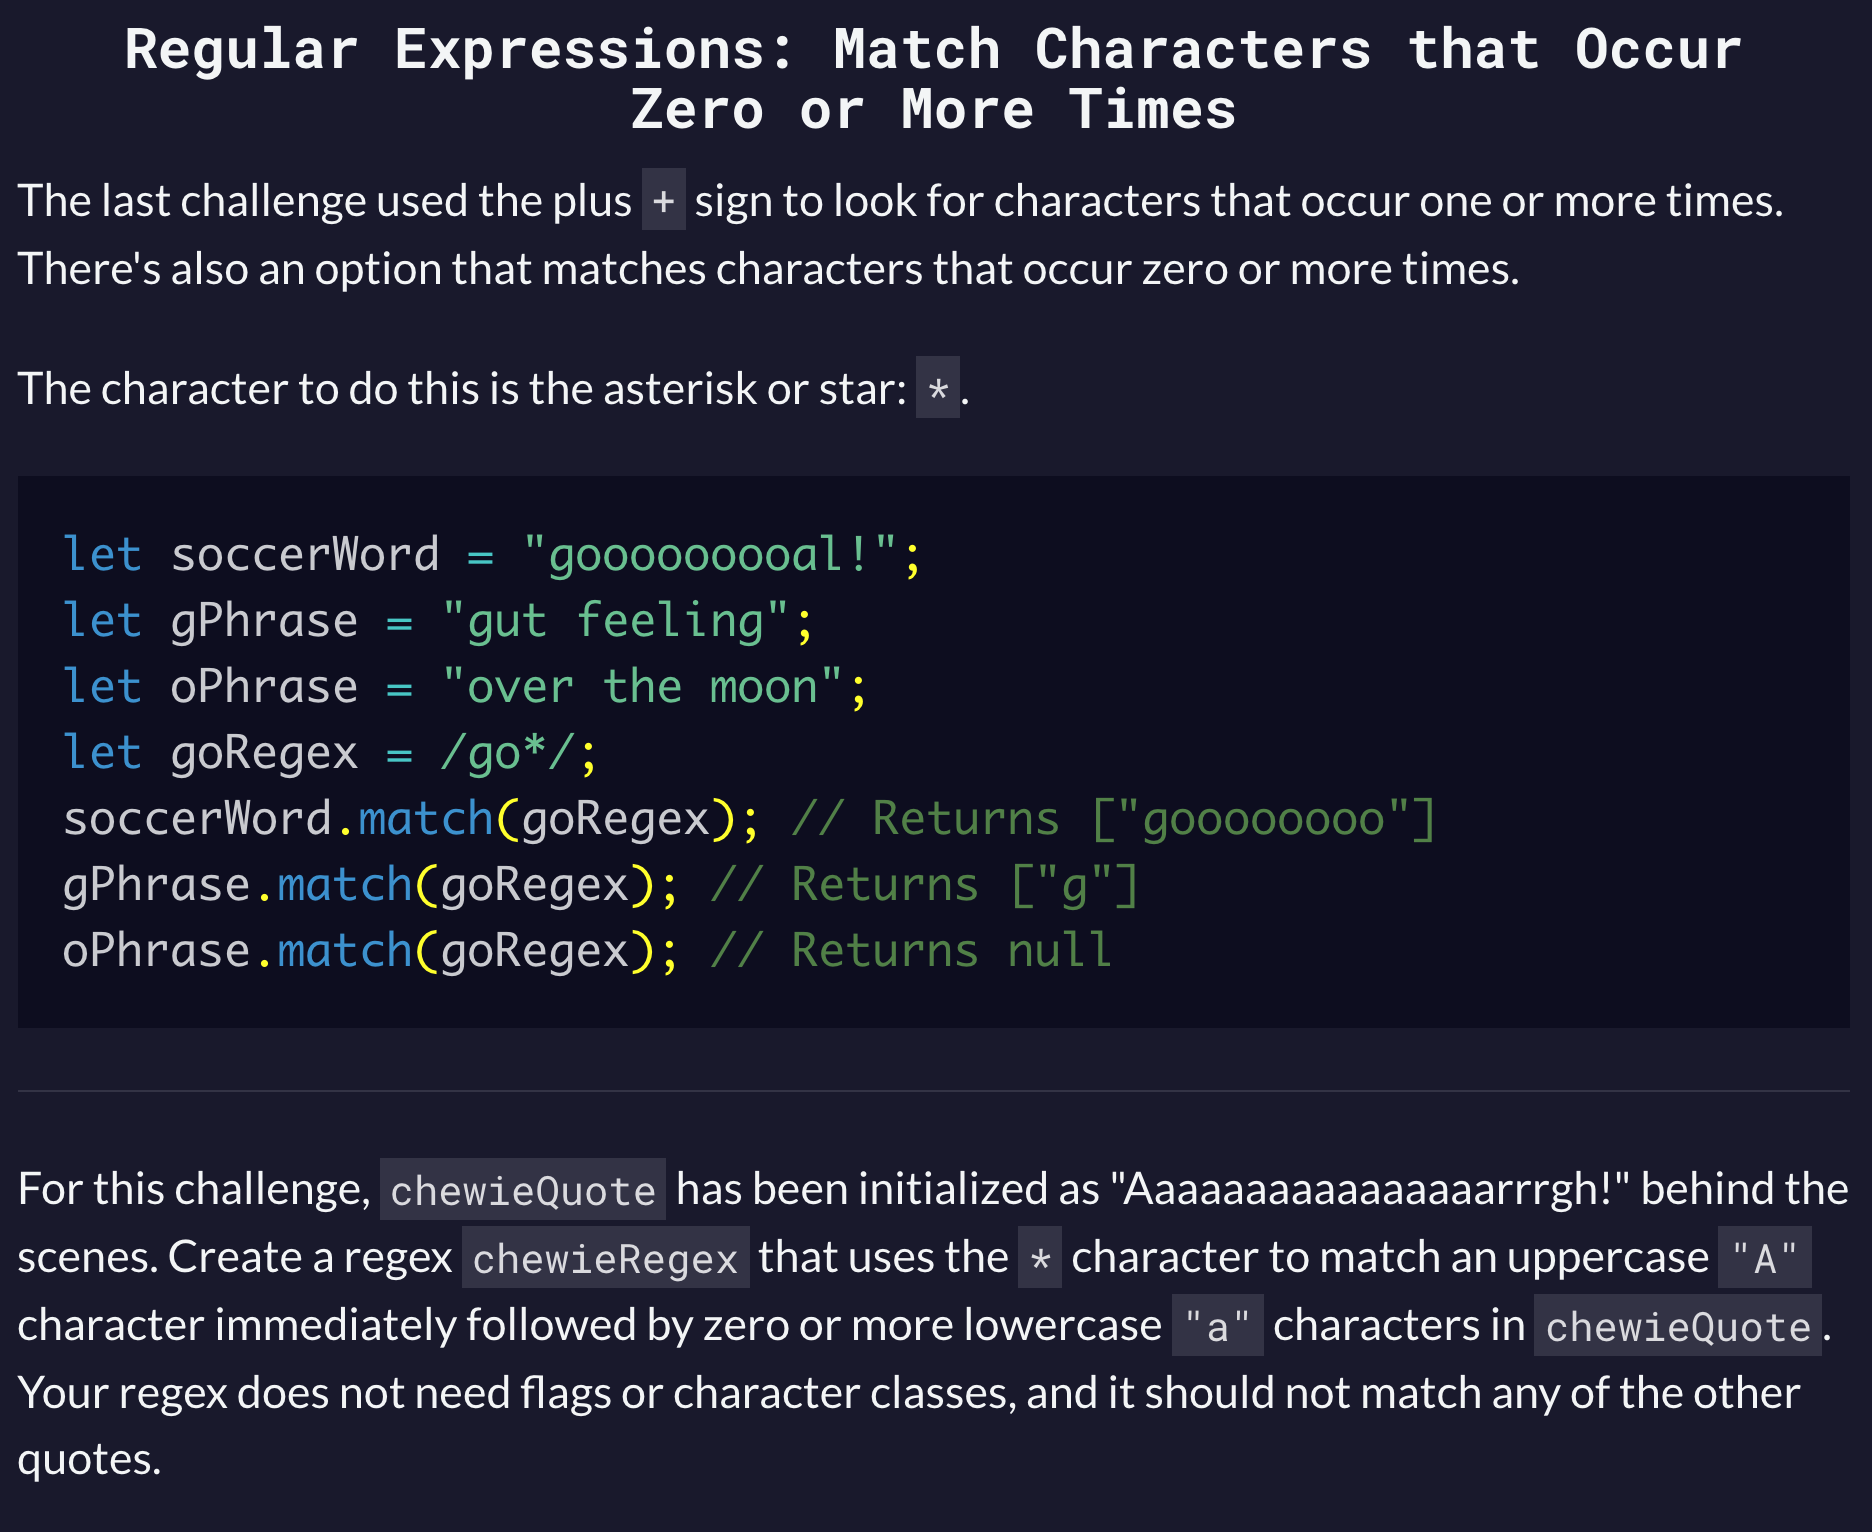 Regular Expressions: Match Characters that Occur
Zero or More Times
The last challenge used the plus + sign to look for characters that occur one or more times.
There's also an option that matches characters that occur zero or more times.
The character to do this is the asterisk or star: *.
let soccerWord = "gooooooooal!";
let gPhrase = "gut feeling";
let oPhrase = "over the moon";
let goRegex = /go*/;
soccerWord.match(goRegex); // Returns ["goooooooo"]
gPhrase.match(goRegex); // Returns ["g"]
oPhrase.match(goRegex); // Returns null
For this challenge, chewieQuote has been initialized as "Aaaaaaaaaaaaaaaarrrgh!" behind the
scenes. Create a regex chewieRegex that uses the * character to match an uppercase "A"
character immediately followed by zero or more lowercase "a" characters in chewieQuote.
Your regex does not need flags or character classes, and it should not match any of the other
quotes.